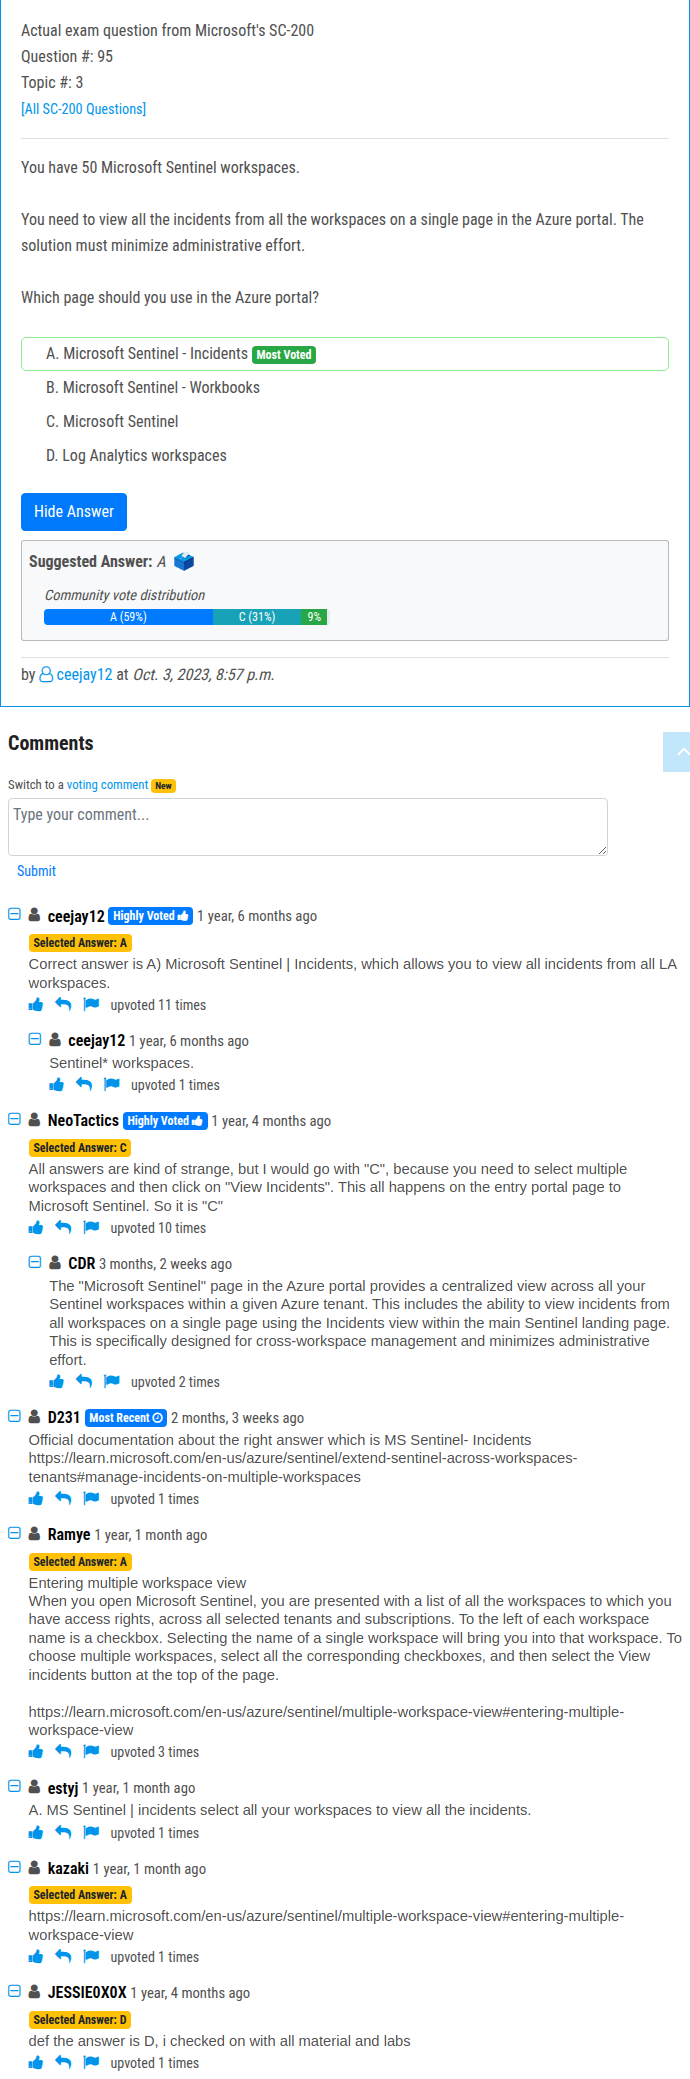 Actual exam question from Microsoft's SC-200
Question #: 95
Topic #: 3
[All SC-200 Questions]
You have 50 Microsoft Sentinel workspaces.
You need to view all the incidents from all the workspaces on a single page in the Azure portal. The
solution must minimize administrative effort.
Which page should you use in the Azure portal?
A. Microsoft Sentinel - Incidents Most Voted
B. Microsoft Sentinel - Workbooks
C. Microsoft Sentinel
D. Log Analytics workspaces
Hide Answer
Suggested Answer: A
Community vote distribution
A (59%) C (31%) 9%
by ceejay12 at Oct. 3, 2023, 8:57 p.m.
Comments
Switch to a voting comment New
Type your comment...
Submit
ceejay12 Highly Voted 1 year, 6 months ago
Selected Answer: A
Correct answer is A) Microsoft Sentinel | Incidents, which allows you to view all incidents from all LA
workspaces.
upvoted 11 times
ceejay12 1 year, 6 months ago
Sentinel* workspaces.
upvoted 1 times
NeoTactics Highly Voted 1 year, 4 months ago
Selected Answer: C
All answers are kind of strange, but I would go with "C", because you need to select multiple
workspaces and then click on "View Incidents". This all happens on the entry portal page to
Microsoft Sentinel. So it is "C"
upvoted 10 times
CDR 3 months, 2 weeks ago
The "Microsoft Sentinel" page in the Azure portal provides a centralized view across all your
Sentinel workspaces within a given Azure tenant. This includes the ability to view incidents from
all workspaces on a single page using the Incidents view within the main Sentinel landing page.
This is specifically designed for cross-workspace management and minimizes administrative
effort.
upvoted 2 times
D231 Most Recent 2 months, 3 weeks ago
Official documentation about the right answer which is MS Sentinel- Incidents
https://learn.microsoft.com/en-us/azure/sentinel/extend-sentinel-across-workspaces-
tenants#manage-incidents-on-multiple-workspaces
upvoted 1 times
Ramye 1 year, 1 month ago
Selected Answer: A
Entering multiple workspace view
When you open Microsoft Sentinel, you are presented with a list of all the workspaces to which you
have access rights, across all selected tenants and subscriptions. To the left of each workspace
name is a checkbox. Selecting the name of a single workspace will bring you into that workspace. To
choose multiple workspaces, select all the corresponding checkboxes, and then select the View
incidents button at the top of the page.
https://learn.microsoft.com/en-us/azure/sentinel/multiple-workspace-view#entering-multiple-
workspace-view
upvoted 3 times
estyj 1 year, 1 month ago
A. MS Sentinel | incidents select all your workspaces to view all the incidents.
upvoted 1 times
kazaki 1 year, 1 month ago
Selected Answer: A
https://learn.microsoft.com/en-us/azure/sentinel/multiple-workspace-view#entering-multiple-
workspace-view
upvoted 1 times
JESSIE0X0X 1 year, 4 months ago
Selected Answer: D
def the answer is D, i checked on with all material and labs
upvoted 1 times